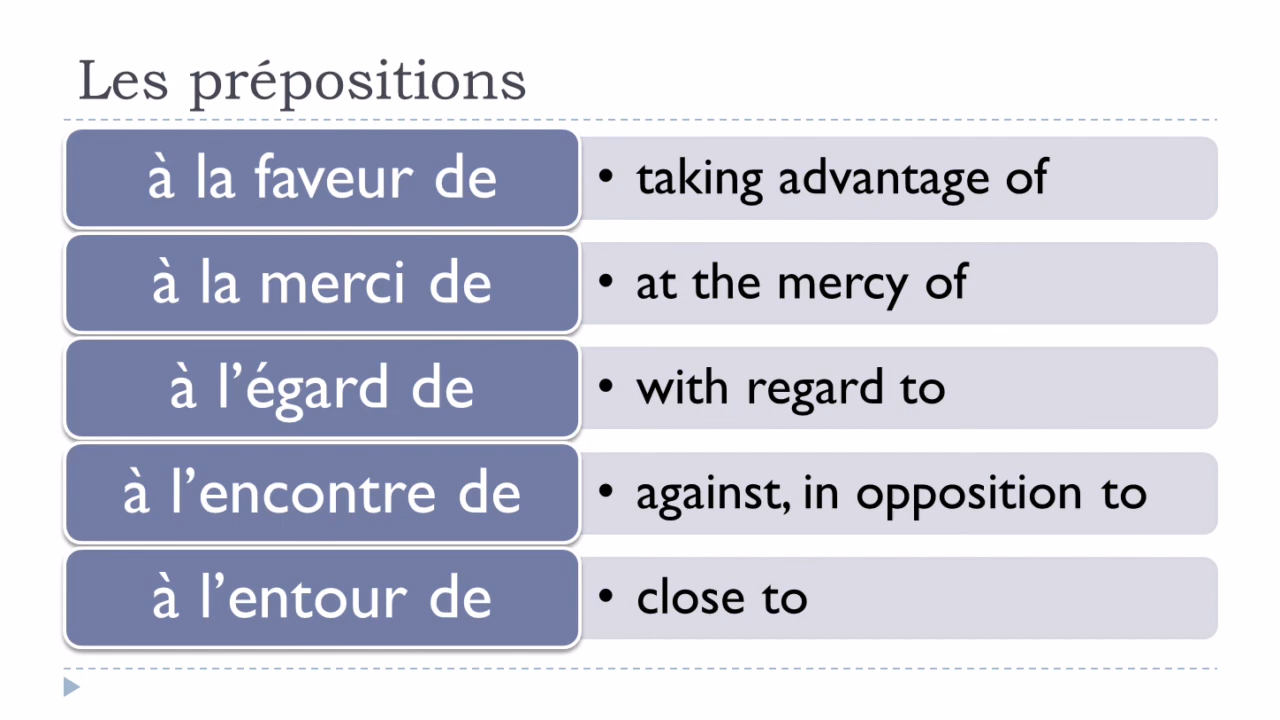 Les prépositions
à la faveur de
• taking advantage of
à la merci de
• at the mercy of
à l’égard de
• with regard to
à l’encontre de
• against, in opposition to
à l’entour de
• close to